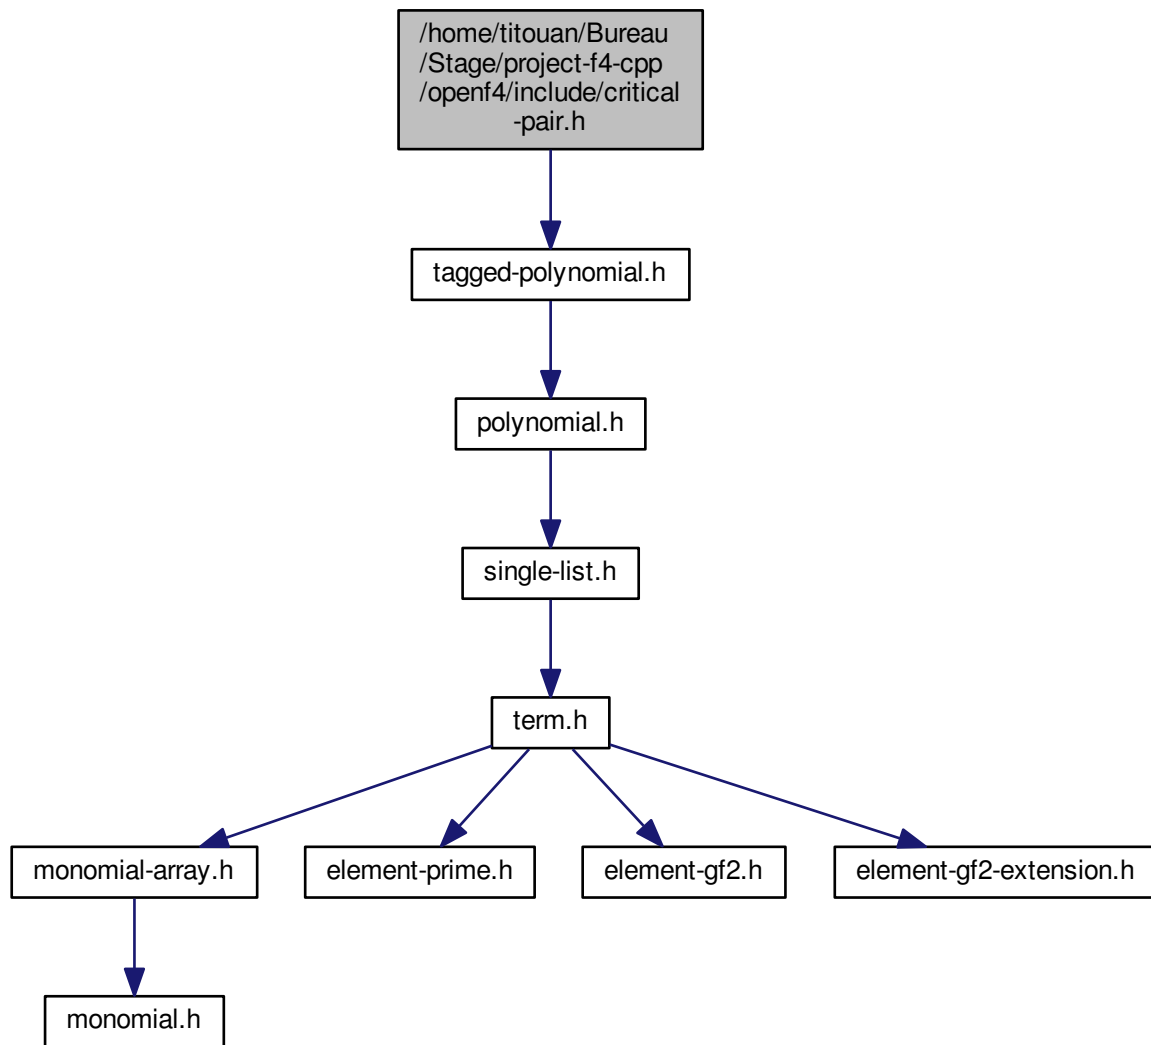 /home/titouan/Bureau
/Stage/project-f4-cpp
/openf4/include/critical
-pair.h
tagged-polynomial.h
polynomial.h
single-list.h
term.h
monomial-array.h
element-prime.h
element-gf2.h
element-gf2-extension.h
monomial.h